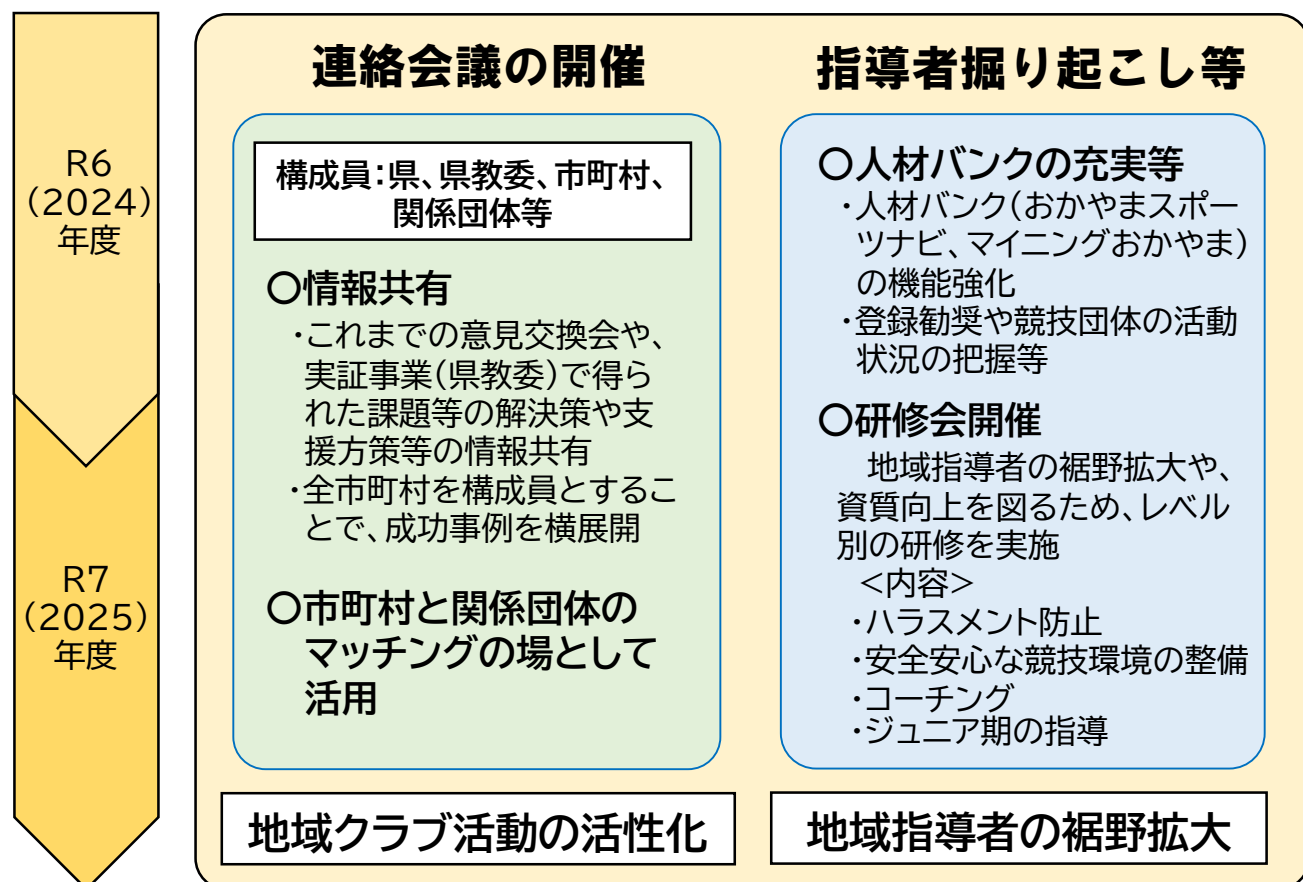 R6
(2024)
年度
R7
(2025)
年度
連絡会議の開催
構成員:県、県教委、市町村、
関係団体等
〇情報共有
・これまでの意見交換会や、
実証事業(県教委)で得ら
れた課題等の解決策や支
援方策等の情報共有
・全市町村を構成員とするこ
とで、成功事例を横展開
〇市町村と関係団体の
マッチングの場として
活用
地域クラブ活動の活性化
指導者掘り起こし等
〇人材バンクの充実等
・人材バンク(おかやまスポー
ツナビ、マイニングおかやま)
の機能強化
・登録勧奨や競技団体の活動
状況の把握等
〇研修会開催
地域指導者の裾野拡大や、
資質向上を図るため、レベル
別の研修を実施
<内容>
・ハラスメント防止
・安全安心な競技環境の整備
・コーチング
・ジュニア期の指導
地域指導者の裾野拡大